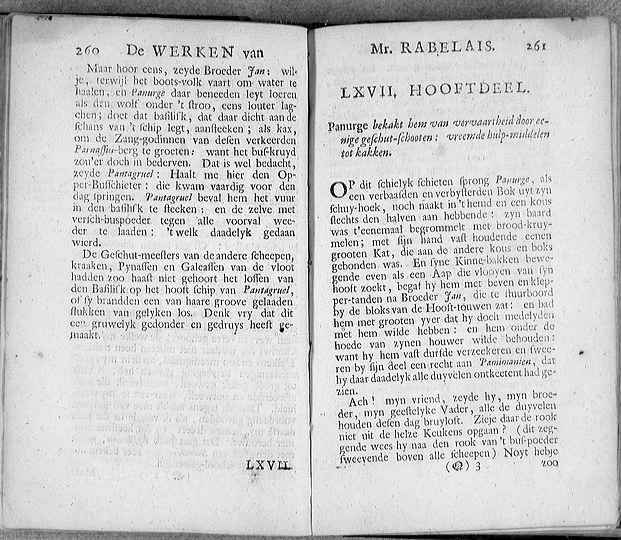 260 De WERKEN van
Maar hoor eens, zeyde Broeder Jan: wil-
je, terwijl het boots-volk vaart om water te
haalen, en Panurge daar beneeden leyt loeren
als den wolf onder 't stroo, eens louter lag-
chen; doet dat basilisk, dat daar dicht aan de
schans van 't schip legt, aansteeken; als kax,
om de Zang-godinnen van desen verkeerden
Parnassus-berg te groeten: want het bus-kruyd
zou'er doch in bederven. Dat is wel bedacht,
zeyde Pantagruel: Haalt me hier den Op-
per-Busschieter: die kwam vaardig voor den
dag springen. Pantagruel beval hem het vuur
in den basilisk te steeken: en de zelve met
versch-buspoeder tegen alle voorval wee-
der te laaden: 't welk daadelyk gedaan
wierd.
De Geschut-meesters van de andere scheepen,
kraaken, Pynassen en Galeassen van de vloot
hadden zoo haast niet gehoort het lossen van
den Basilisk op het hooft schip van Pantagruel,
of sy brandden een van haare groove gelaaden
stukken van gelyken los. Denk vry dat dit
een gruwelyk gedonder en gedruys heeft ge-
maakt.
LXVII.
Mr. RABELAIS. 261
LXVII, HOOFTDEEL.
Panurge bekakt hem van vervaartheid door ee-
nige geschut-schooten: vreemde hulp-middelen
tot kakken.
OP dit schielyk schieten sprong Panurge, als
een verbaasden en verbysterden Bok uyt zyn
schuy-hoek, noch naakt in 't hemd en een kous
slechts den halven aan hebbende: zyn baard
was t'eenemaal begrommelt met brood-kruy-
melen; met sijn hand vast houdende eenen
grooten Kat, die aan de andere kous en boks
gebonden was. En syne Kinne-bakken bewe-
gende even als een Aap die vlooyen van syn
hooft zoekt, begaf hy hem met beven en klep-
per-tanden na Broeder Jan, die te stuurboord
by de bloks van de Hooft-touwen zat: en bad
hem met grooten yver dat hy doch medelyden
met hem wilde hebben: en hem onder de
hoede van zynen houwer wilde behouden:
want hy hem vast dursde verzeekeren en swee-
ren by sijn deel een recht aan Papimanien, dat
hy daar daadelyk alle duyvelen ontkeetent had ge-
zien.
Ach! myn vriend, zeyde hy, myn broe-
der, myn geestelyke Vader, alle de duyvelen
houden desen dag bruyloft. Zieje daar de rook
niet uit de helze Keukens opgaan? (dit zeg-
gende wees hy naa den rook van 't bus-poeder
sweeyende boven alle scheepen) Noyt hebje
3
zoo